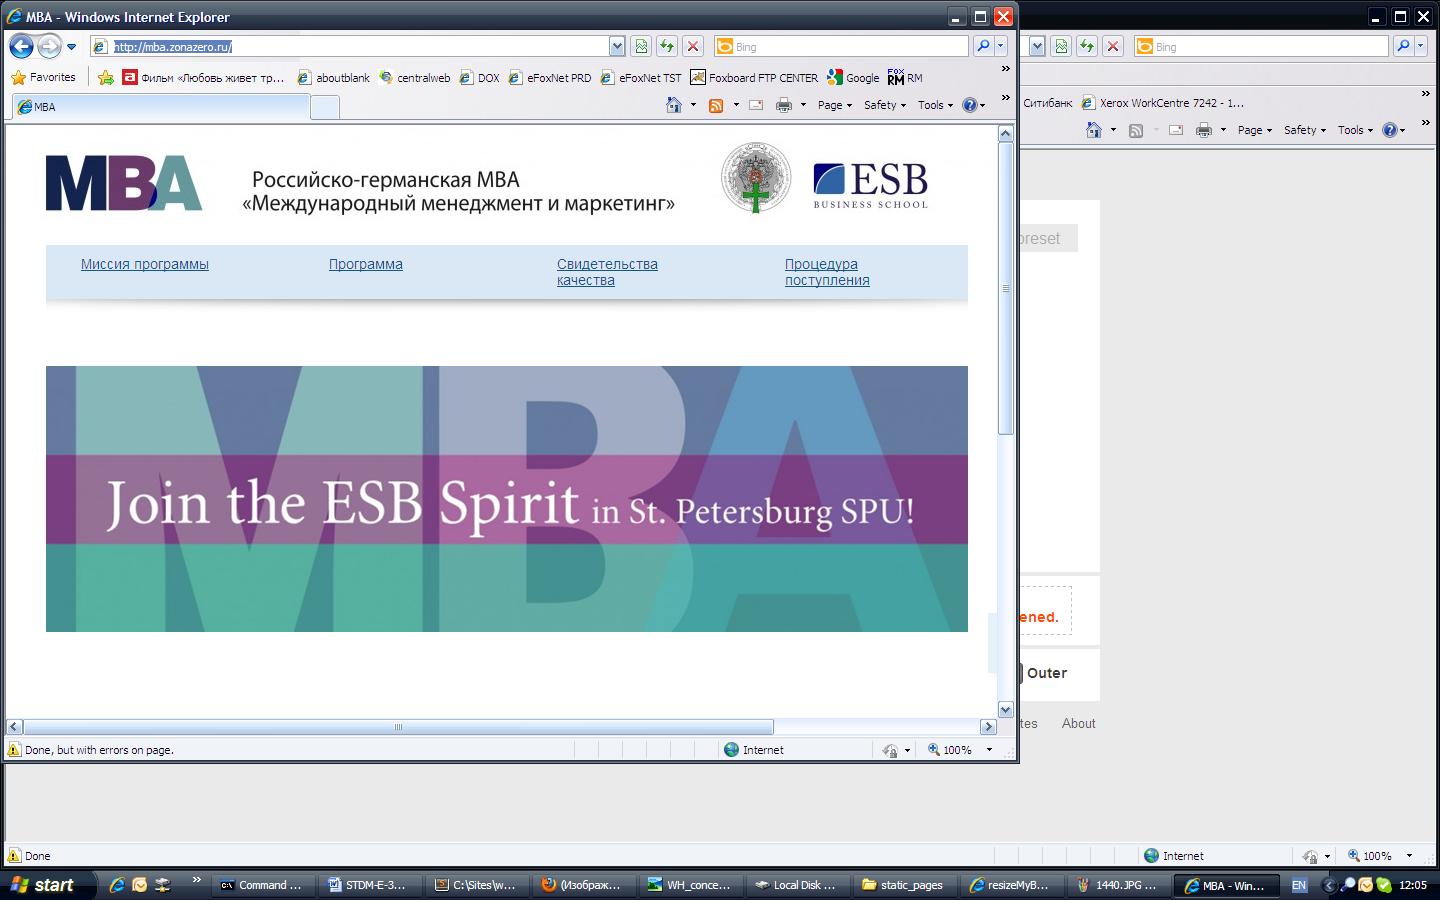 MBA - Windows Internet Explorer
http://mba.zonazero.ru/
Bing
Bing
Favorites
Фильм «Любовь живет тр...
aboutblank
centralweb
DOX
eFoxNet PRD
eFoxNet TST
Foxboard FTP CENTER
Google
FOX
RM
RM
»
MBA
Page
Safety
Tools
»
Ситибанк
Xerox WorkCentre 7242 - 1...
»
Page
Safety
Tools
»
MBA
Российско-германская MBA
«Международный менеджмент и маркетинг»
ESB
BUSINESS SCHOOL
Миссия программы
Программа
Свидетельства
качества
Процедура
поступления
preset
MBA
Join the ESB Spirit in St. Petersburg SPU!
ened.
Outer
tes
About
Done, but with errors on page.
Internet
100%
Done
Internet
100%
start
»
Command ...
STDM-E-3...
C:\Sites\w...
(Изображ...
WH_conce...
Local Disk ...
static_pages
resizeMyB...
1440.JPG ...
MBA - Win...
EN
12:05